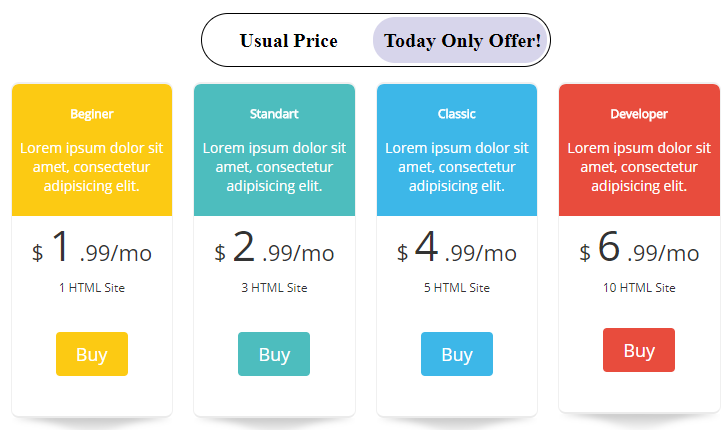 Usual Price Today Only Offer!
Beginer
Lorem ipsum dolor sit
amet, consectetur
adipisicing elit.
$ 1 .99/mo
1 HTML Site
Buy
Standart
Lorem ipsum dolor sit
amet, consectetur
adipisicing elit.
$ 2 .99/mo
3 HTML Site
Buy
Classic
Lorem ipsum dolor sit
amet, consectetur
adipisicing elit.
$ 4 .99/mo
5 HTML Site
Buy
Developer
Lorem ipsum dolor sit
amet, consectetur
adipisicing elit.
$ 6 .99/mo
10 HTML Site
Buy